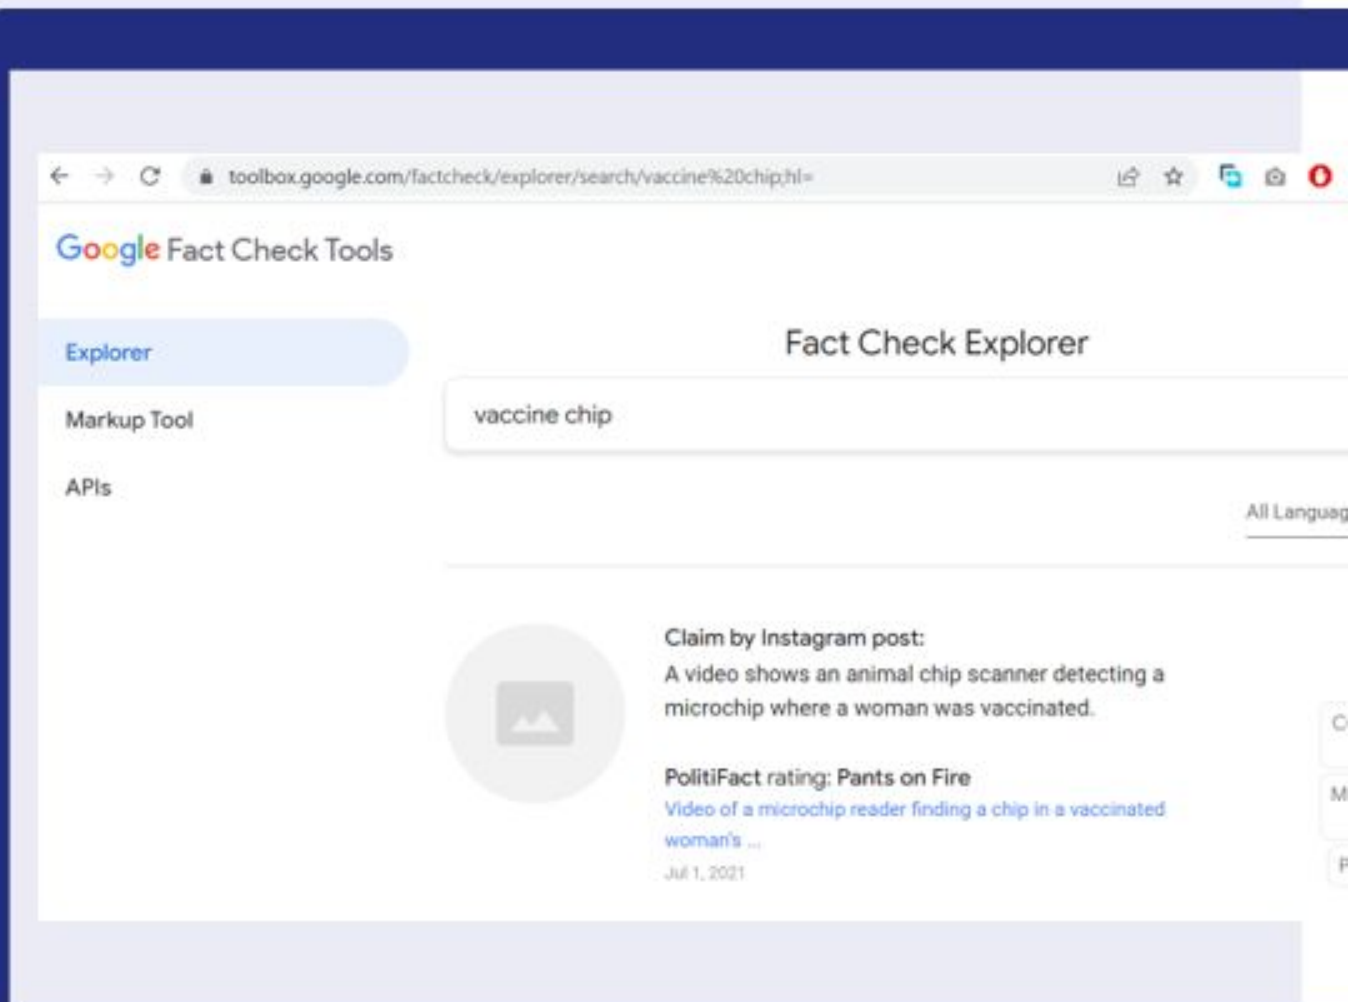 toolbox.google.com/factcheck/explorer/search/vaccine%20chip;hl=
Google Fact Check Tools
Explorer
Markup Tool
APIs
Fact Check Explorer
vaccine chip
All Languag
Claim by Instagram post:
A video shows an animal chip scanner detecting a
microchip where a woman was vaccinated.
PolitiFact rating: Pants on Fire
Video of a microchip reader finding a chip in a vaccinated
woman's ...
Jul 1, 2021